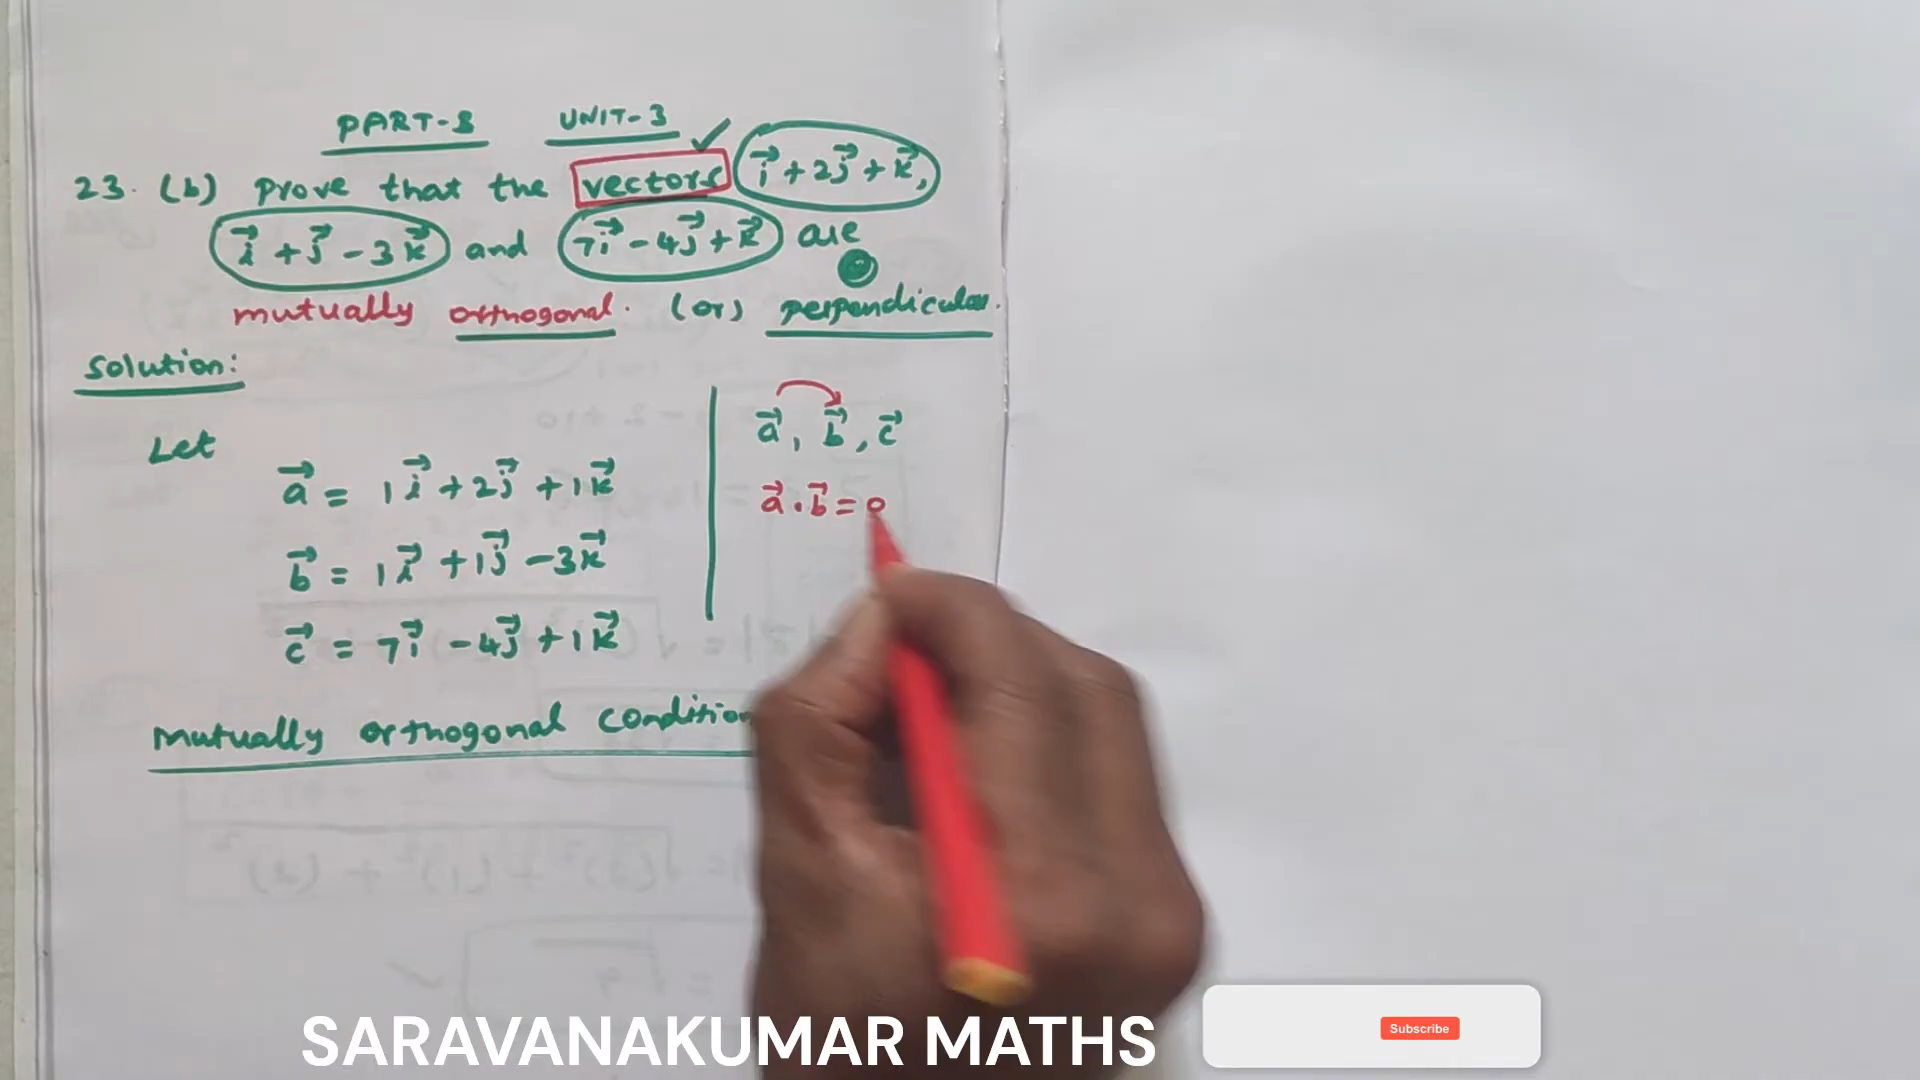 PART-B UNIT-3
23. (b) prove that the vectors i⃗ + 2j⃗ + k⃗,
i⃗ + j⃗ - 3k⃗ and 7i⃗ - 4j⃗ + k⃗ are
mutually orthogonal. (or) perpendicular.
Solution:
Let
a⃗ = 1i⃗ + 2j⃗ + 1k⃗
b⃗ = 1i⃗ + 1j⃗ - 3k⃗
c⃗ = 7i⃗ - 4j⃗ + 1k⃗
a⃗, b⃗, c⃗
a⃗ . b⃗ = 0
Mutually orthogonal condition
SARAVANAKUMAR MATHS
Subscribe